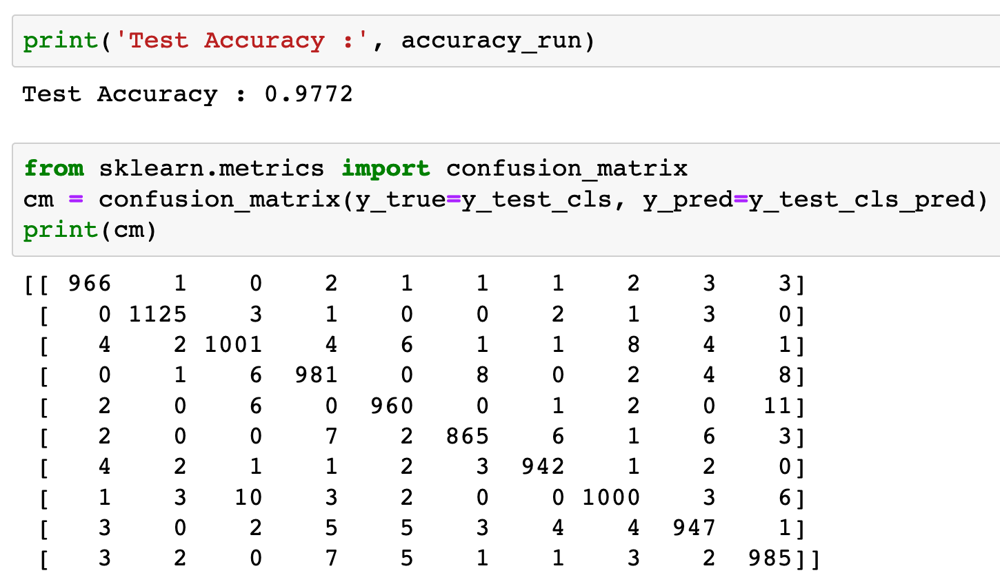 print('Test Accuracy :', accuracy_run)
Test Accuracy : 0.9772
from sklearn.metrics import confusion_matrix
cm = confusion_matrix(y_true=y_test_cls, y_pred=y_test_cls_pred)
print(cm)
[[ 966    1    0    2    1    1    1    2    3    3]
 [   0 1125    3    1    0    0    2    1    3    0]
 [   4    2 1001    4    6    1    1    8    4    1]
 [   0    1    6  981    0    8    0    2    4    8]
 [   2    0    6    0  960    0    1    2    0   11]
 [   2    0    0    7    2  865    6    1    6    3]
 [   4    2    1    1    2    3  942    1    2    0]
 [   1    3   10    3    2    0    0 1000    3    6]
 [   3    0    2    5    5    3    4    4  947    1]
 [   3    2    0    7    5    1    1    3    2  985]]